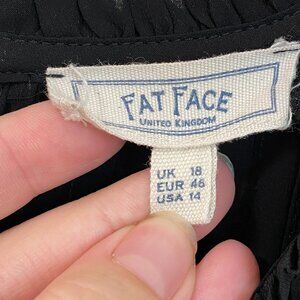 FAT FACE
UNITED KINGDOM
UK 18
EUR 46
USA 14